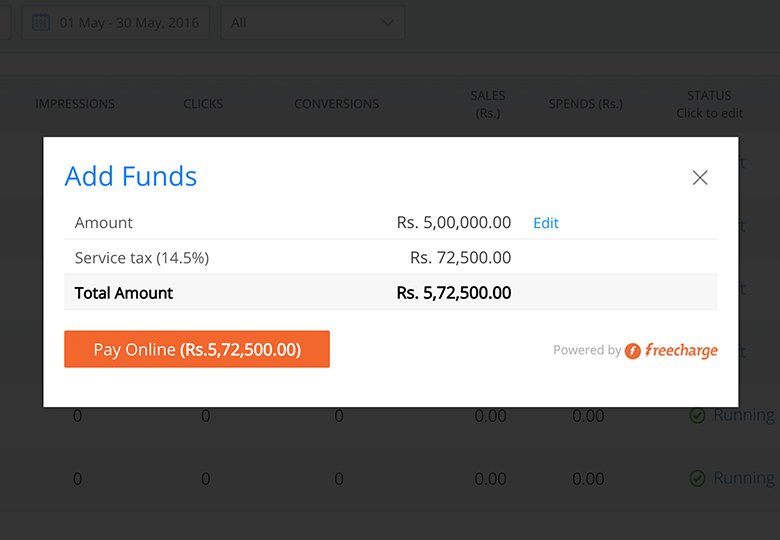 01 May - 30 May, 2016 All
IMPRESSIONS CLICKS CONVERSIONS SALES (Rs.) SPENDS (Rs.) STATUS
Click to edit
Add Funds
Amount Rs. 5,00,000.00 Edit
Service tax (14.5%) Rs. 72,500.00
Total Amount Rs. 5,72,500.00
Pay Online (Rs.5,72,500.00) Powered by freecharge
0 0 0 0.00 0.00 Running
0 0 0 0.00 0.00 Running